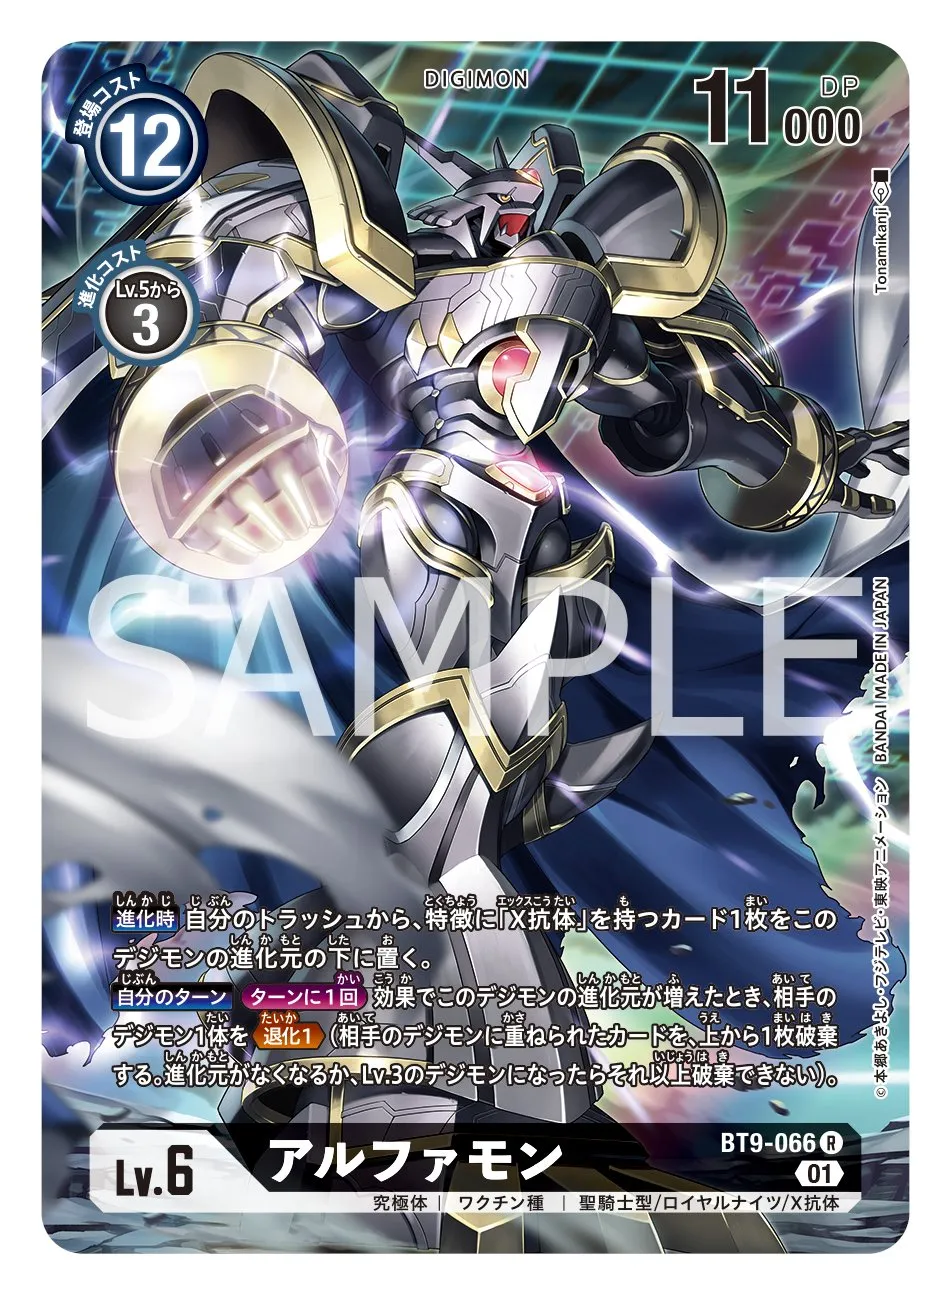 DIGIMON
登場コスト
12
11000
DP
進化コスト
Lv.5から
3
Tonamikanji
SAMPLE
©本郷あきよし・フジテレビ・東映アニメーション BANDAI MADE IN JAPAN
進化時 自分のトラッシュから、特徴に「X抗体」を持つカード1枚をこの
デジモンの進化元の下に置く。
自分のターン ターンに1回 効果でこのデジモンの進化元が増えたとき、相手の
デジモン1体を 退化1 (相手のデジモンに重ねられたカードを、上から1枚破棄
する。進化元がなくなるか、Lv.3のデジモンになったらそれ以上破棄できない)。
Lv.6
アルファモン
BT9-066 R
01
究極体 | ワクチン種 | 聖騎士型/ロイヤルナイツ/X抗体